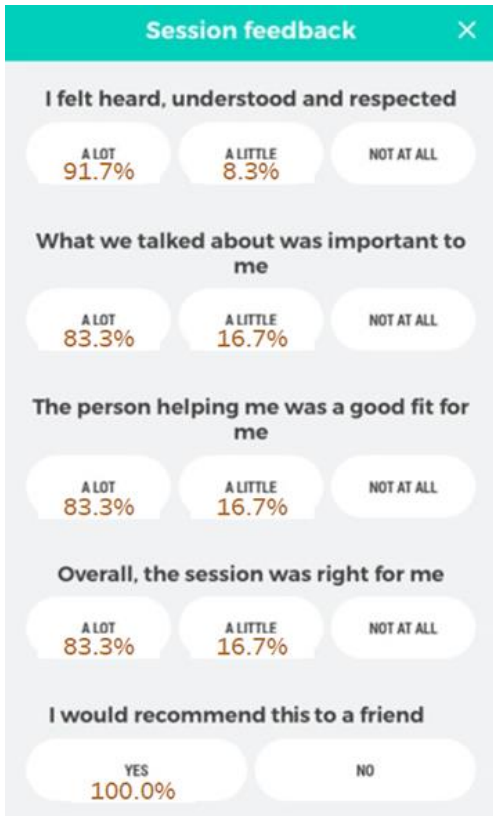 Session feedback ×
I felt heard, understood and respected
A LOT A LITTLE NOT AT ALL
91.7% 8.3%
What we talked about was important to
me
A LOT A LITTLE NOT AT ALL
83.3% 16.7%
The person helping me was a good fit for
me
A LOT A LITTLE NOT AT ALL
83.3% 16.7%
Overall, the session was right for me
A LOT A LITTLE NOT AT ALL
83.3% 16.7%
I would recommend this to a friend
YES NO
100.0%